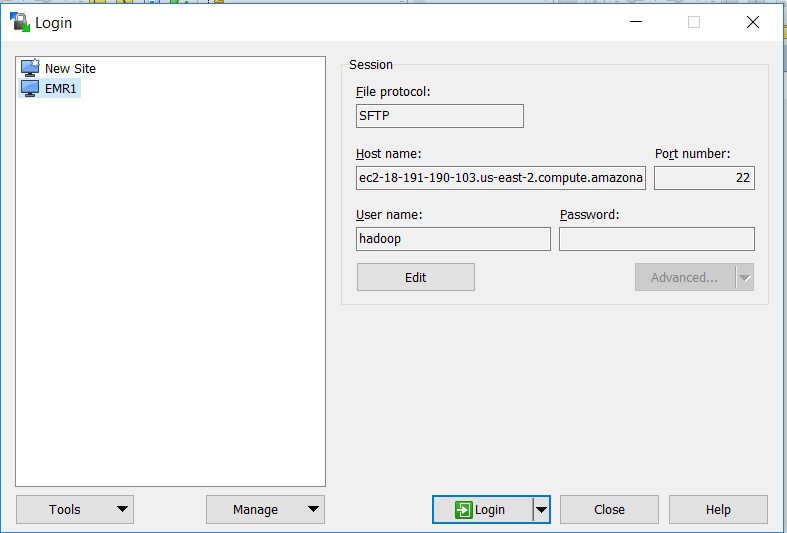 Login
New Site
EMR1
Session
File protocol:
SFTP
Host name: Port number:
ec2-18-191-190-103.us-east-2.compute.amazona 22
User name: Password:
hadoop
Edit Advanced...
Tools Manage Login Close Help